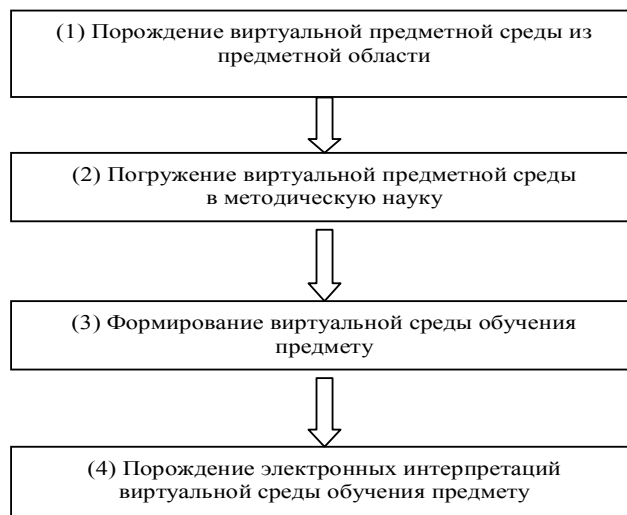 (1) Порождение виртуальной предметной среды из
предметной области
(2) Погружение виртуальной предметной среды
в методическую науку
(3) Формирование виртуальной среды обучения
предмету
(4) Порождение электронных интерпретаций
виртуальной среды обучения предмету